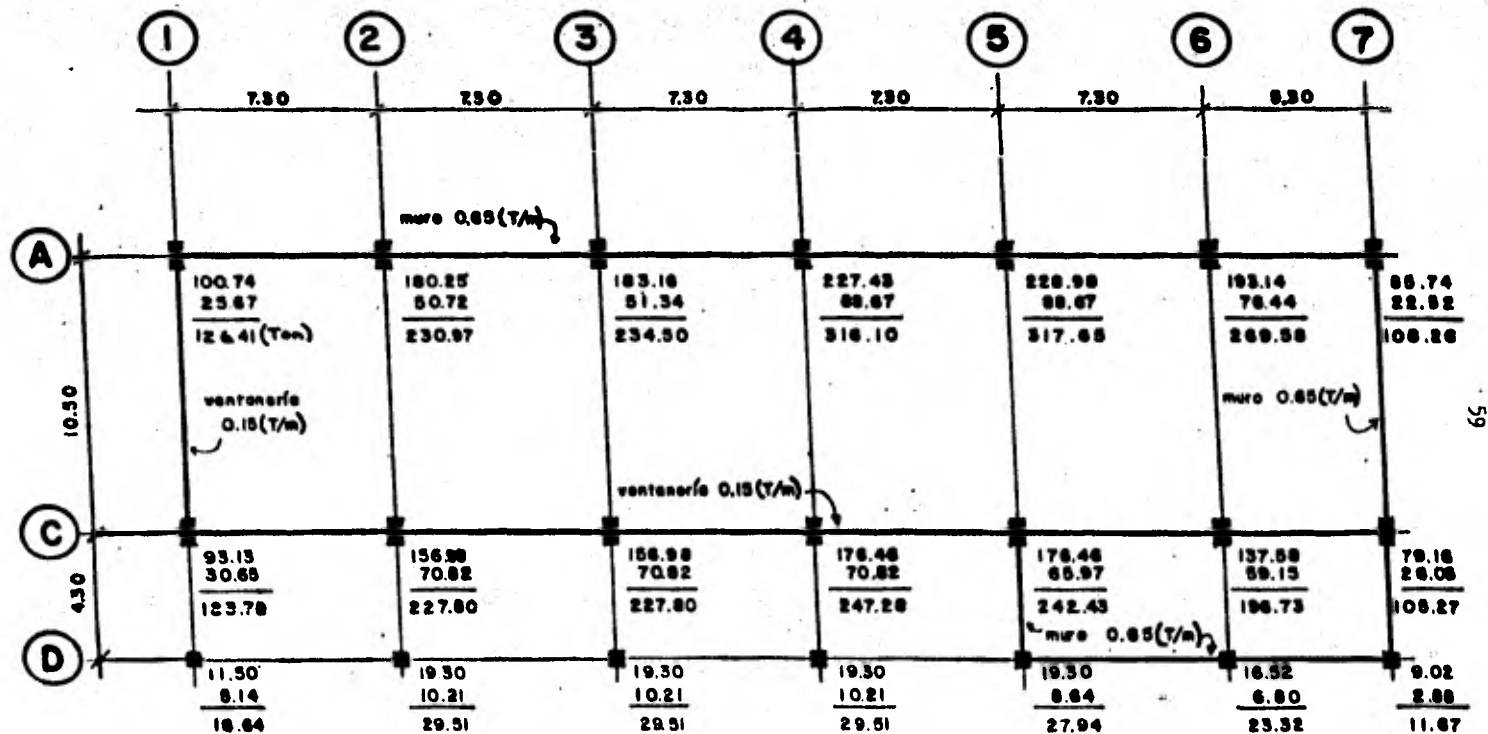 1 2 3 4 5 6 7
7.30 7.30 7.30 7.30 7.30 5.30
muro 0.65(T/m)
A
100.74 180.25 183.16 227.43 228.98 193.14 85.74
25.67 50.72 51.34 88.67 88.67 76.44 22.52
126.41(Ton) 230.97 234.50 316.10 317.65 269.58 108.26
10.50
ventanería
0.15(T/m)
muro 0.65(T/m)
59
ventanería 0.15(T/m)
C
93.13 156.98 156.98 176.46 176.46 137.58 79.16
30.65 70.82 70.82 70.82 65.97 59.15 26.08
123.78 227.80 227.80 247.28 242.43 196.73 105.27
4.30
muro 0.65(T/m)
D
11.50 19.30 19.30 19.30 19.30 16.52 9.02
5.14 10.21 10.21 10.21 8.64 6.80
16.64 29.51 29.51 29.51 27.94 23.32 11.67